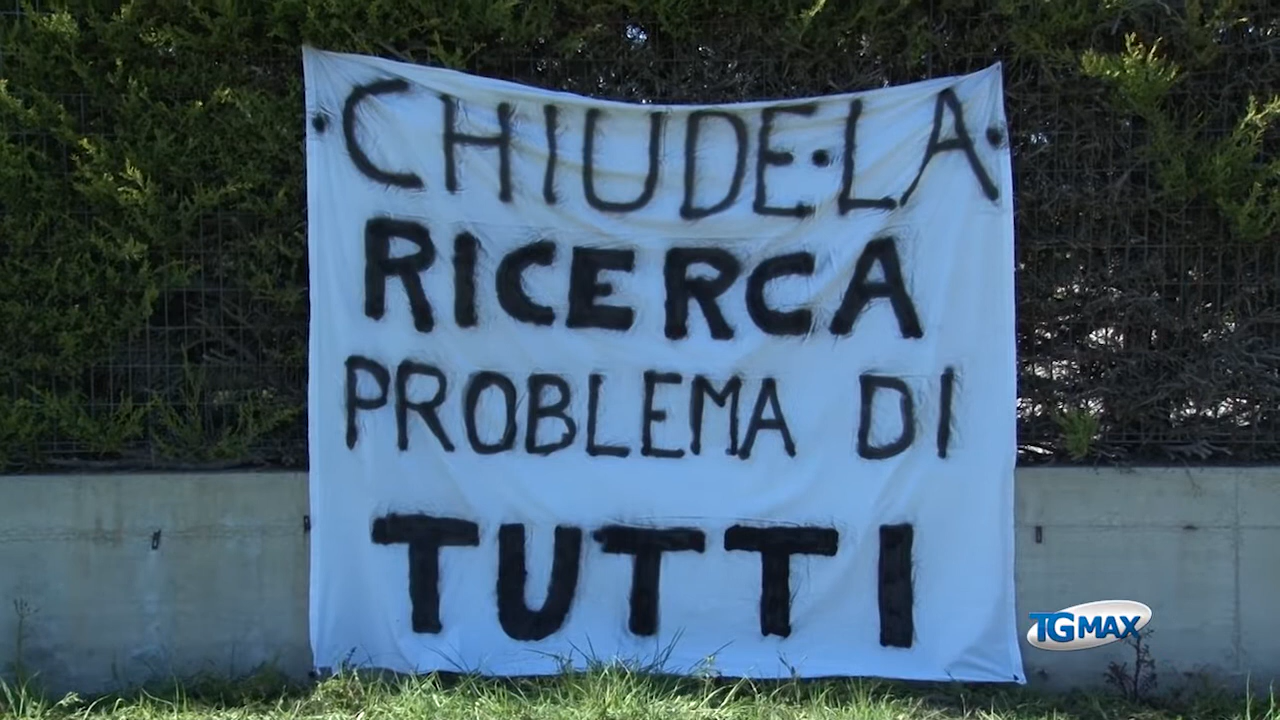 •CHIUDE•LA•
RICERCA
PROBLEMA DI
TUTTI
TGMAX